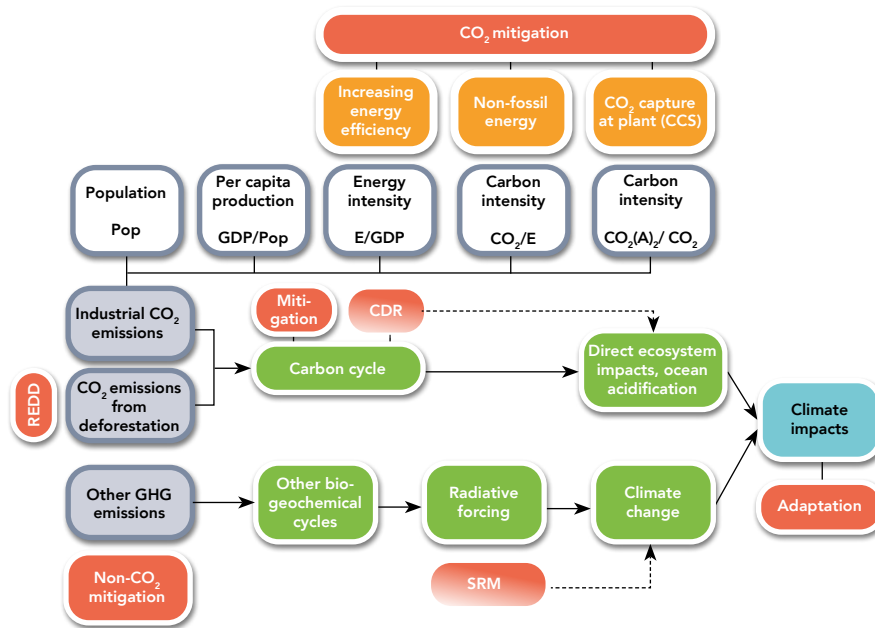 CO₂ mitigation
Increasing
energy
efficiency
Non-fossil
energy
CO₂ capture
at plant (CCS)
Population
Pop
Per capita
production
GDP/Pop
Energy
intensity
E/GDP
Carbon
intensity
CO₂/E
Carbon
intensity
CO₂(A)₂/ CO₂
Industrial CO₂
emissions
Miti-
gation
CDR
Carbon cycle
Direct ecosystem
impacts, ocean
acidification
REDD
CO₂ emissions
from
deforestation
Climate
impacts
Other GHG
emissions
Other bio-
geochemical
cycles
Radiative
forcing
Climate
change
Adaptation
Non-CO₂
mitigation
SRM